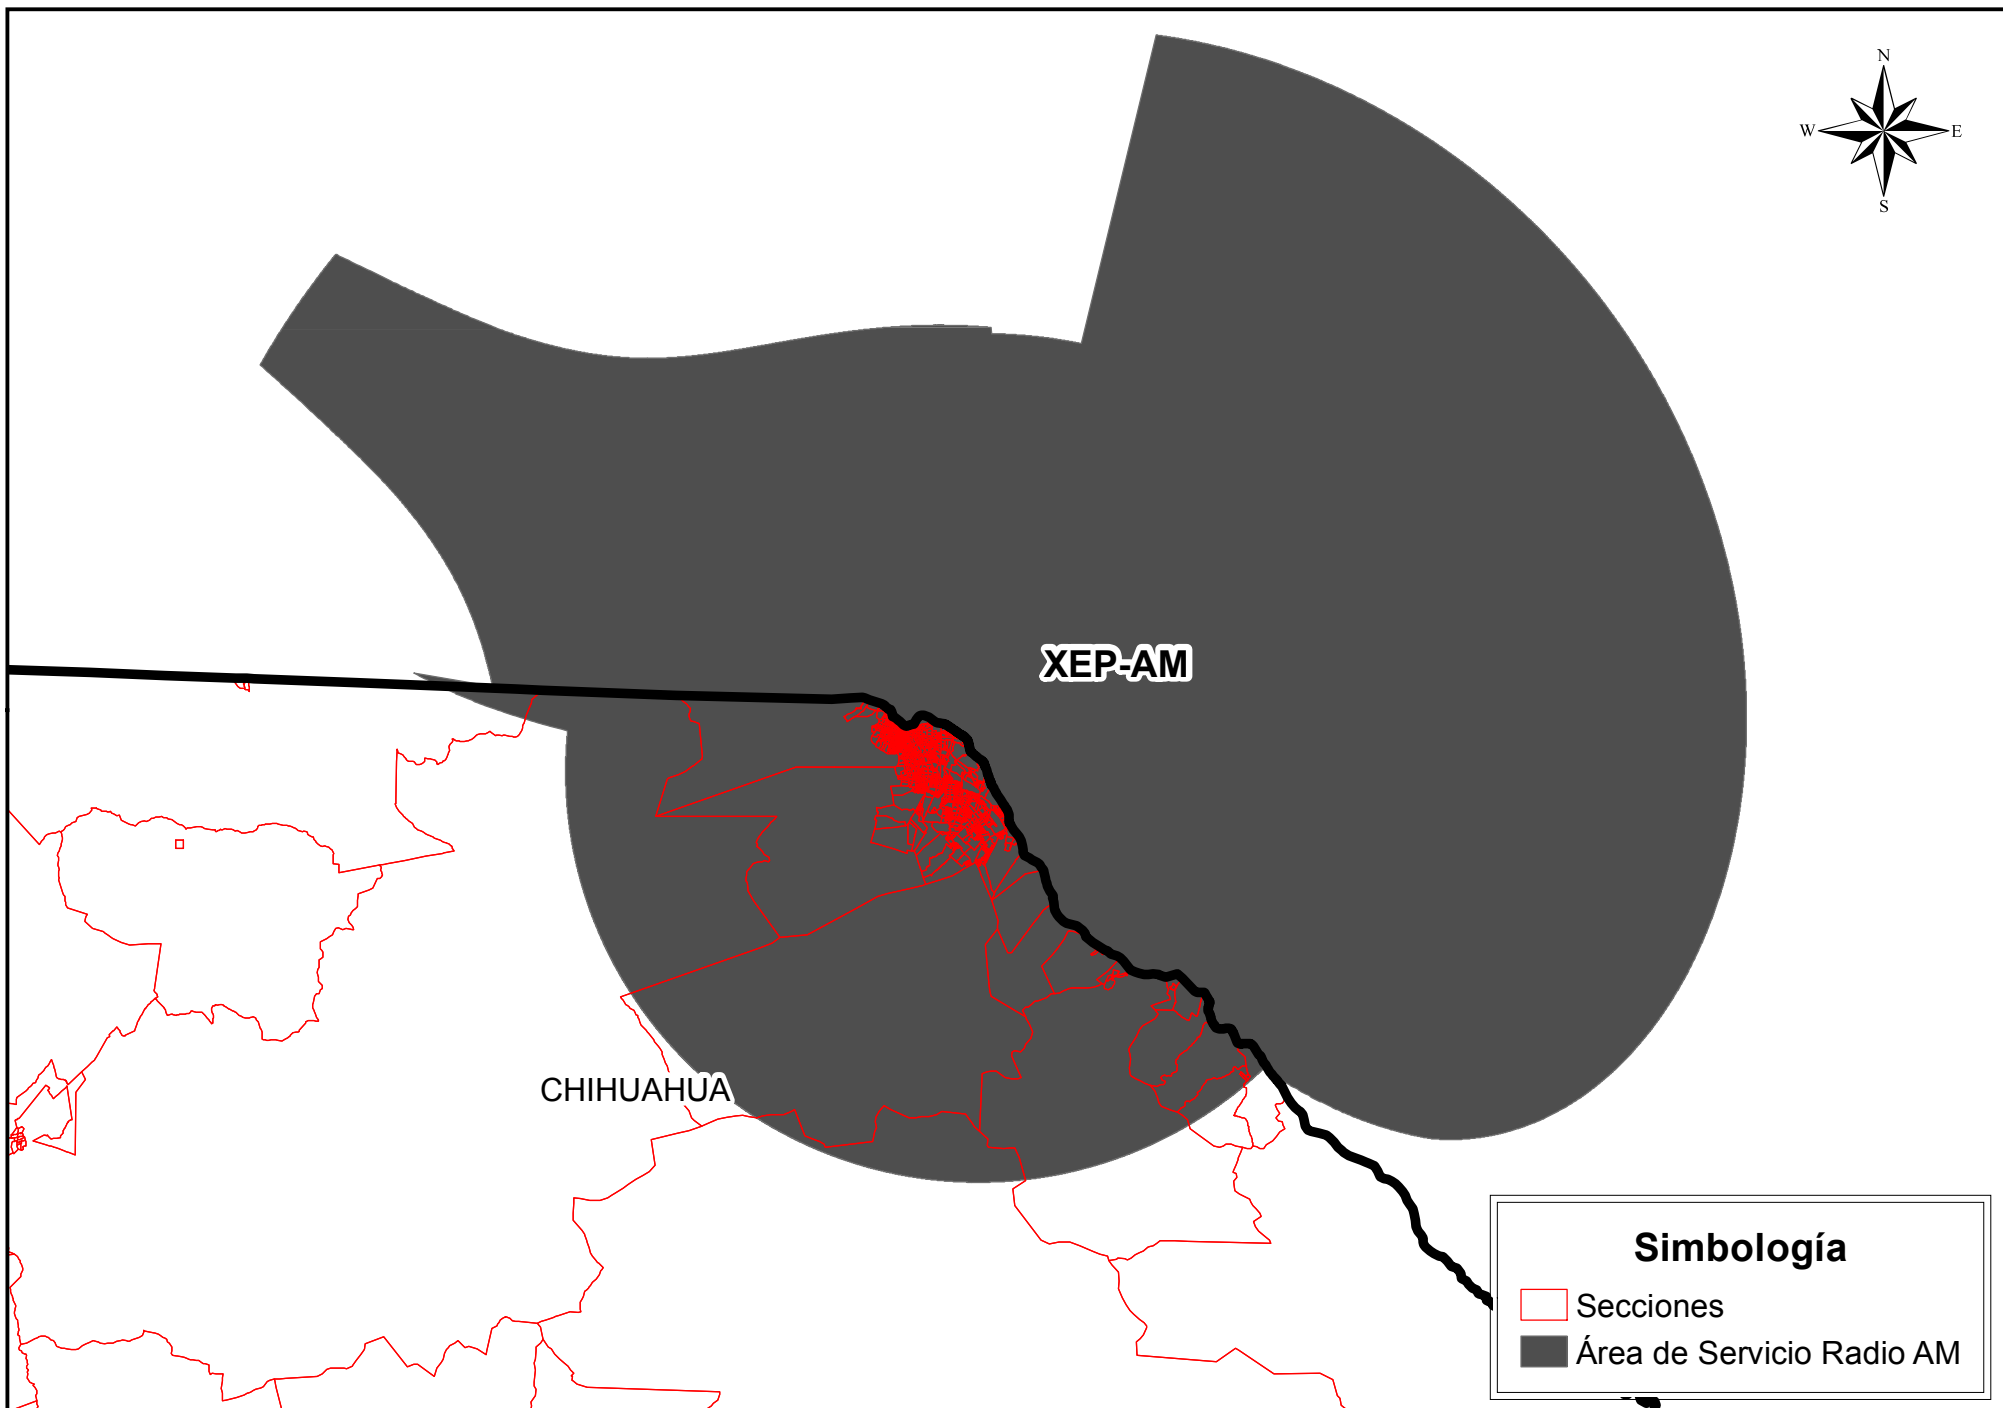 N
W E
S
XEP-AM
CHIHUAHUA
Simbología
Secciones
Área de Servicio Radio AM